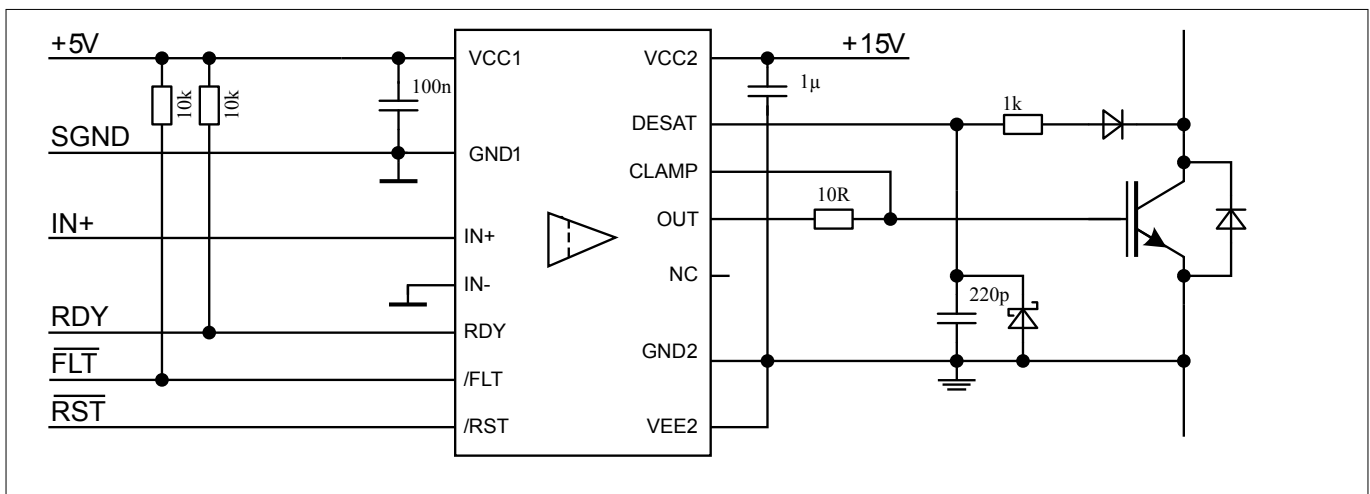 +5V
10k
10k
100n
SGND
IN+
RDY
FLT
RST
VCC1
GND1
IN+
IN-
RDY
/FLT
/RST
VCC2
DESAT
CLAMP
OUT
NC
GND2
VEE2
+15V
1µ
1k
10R
220p